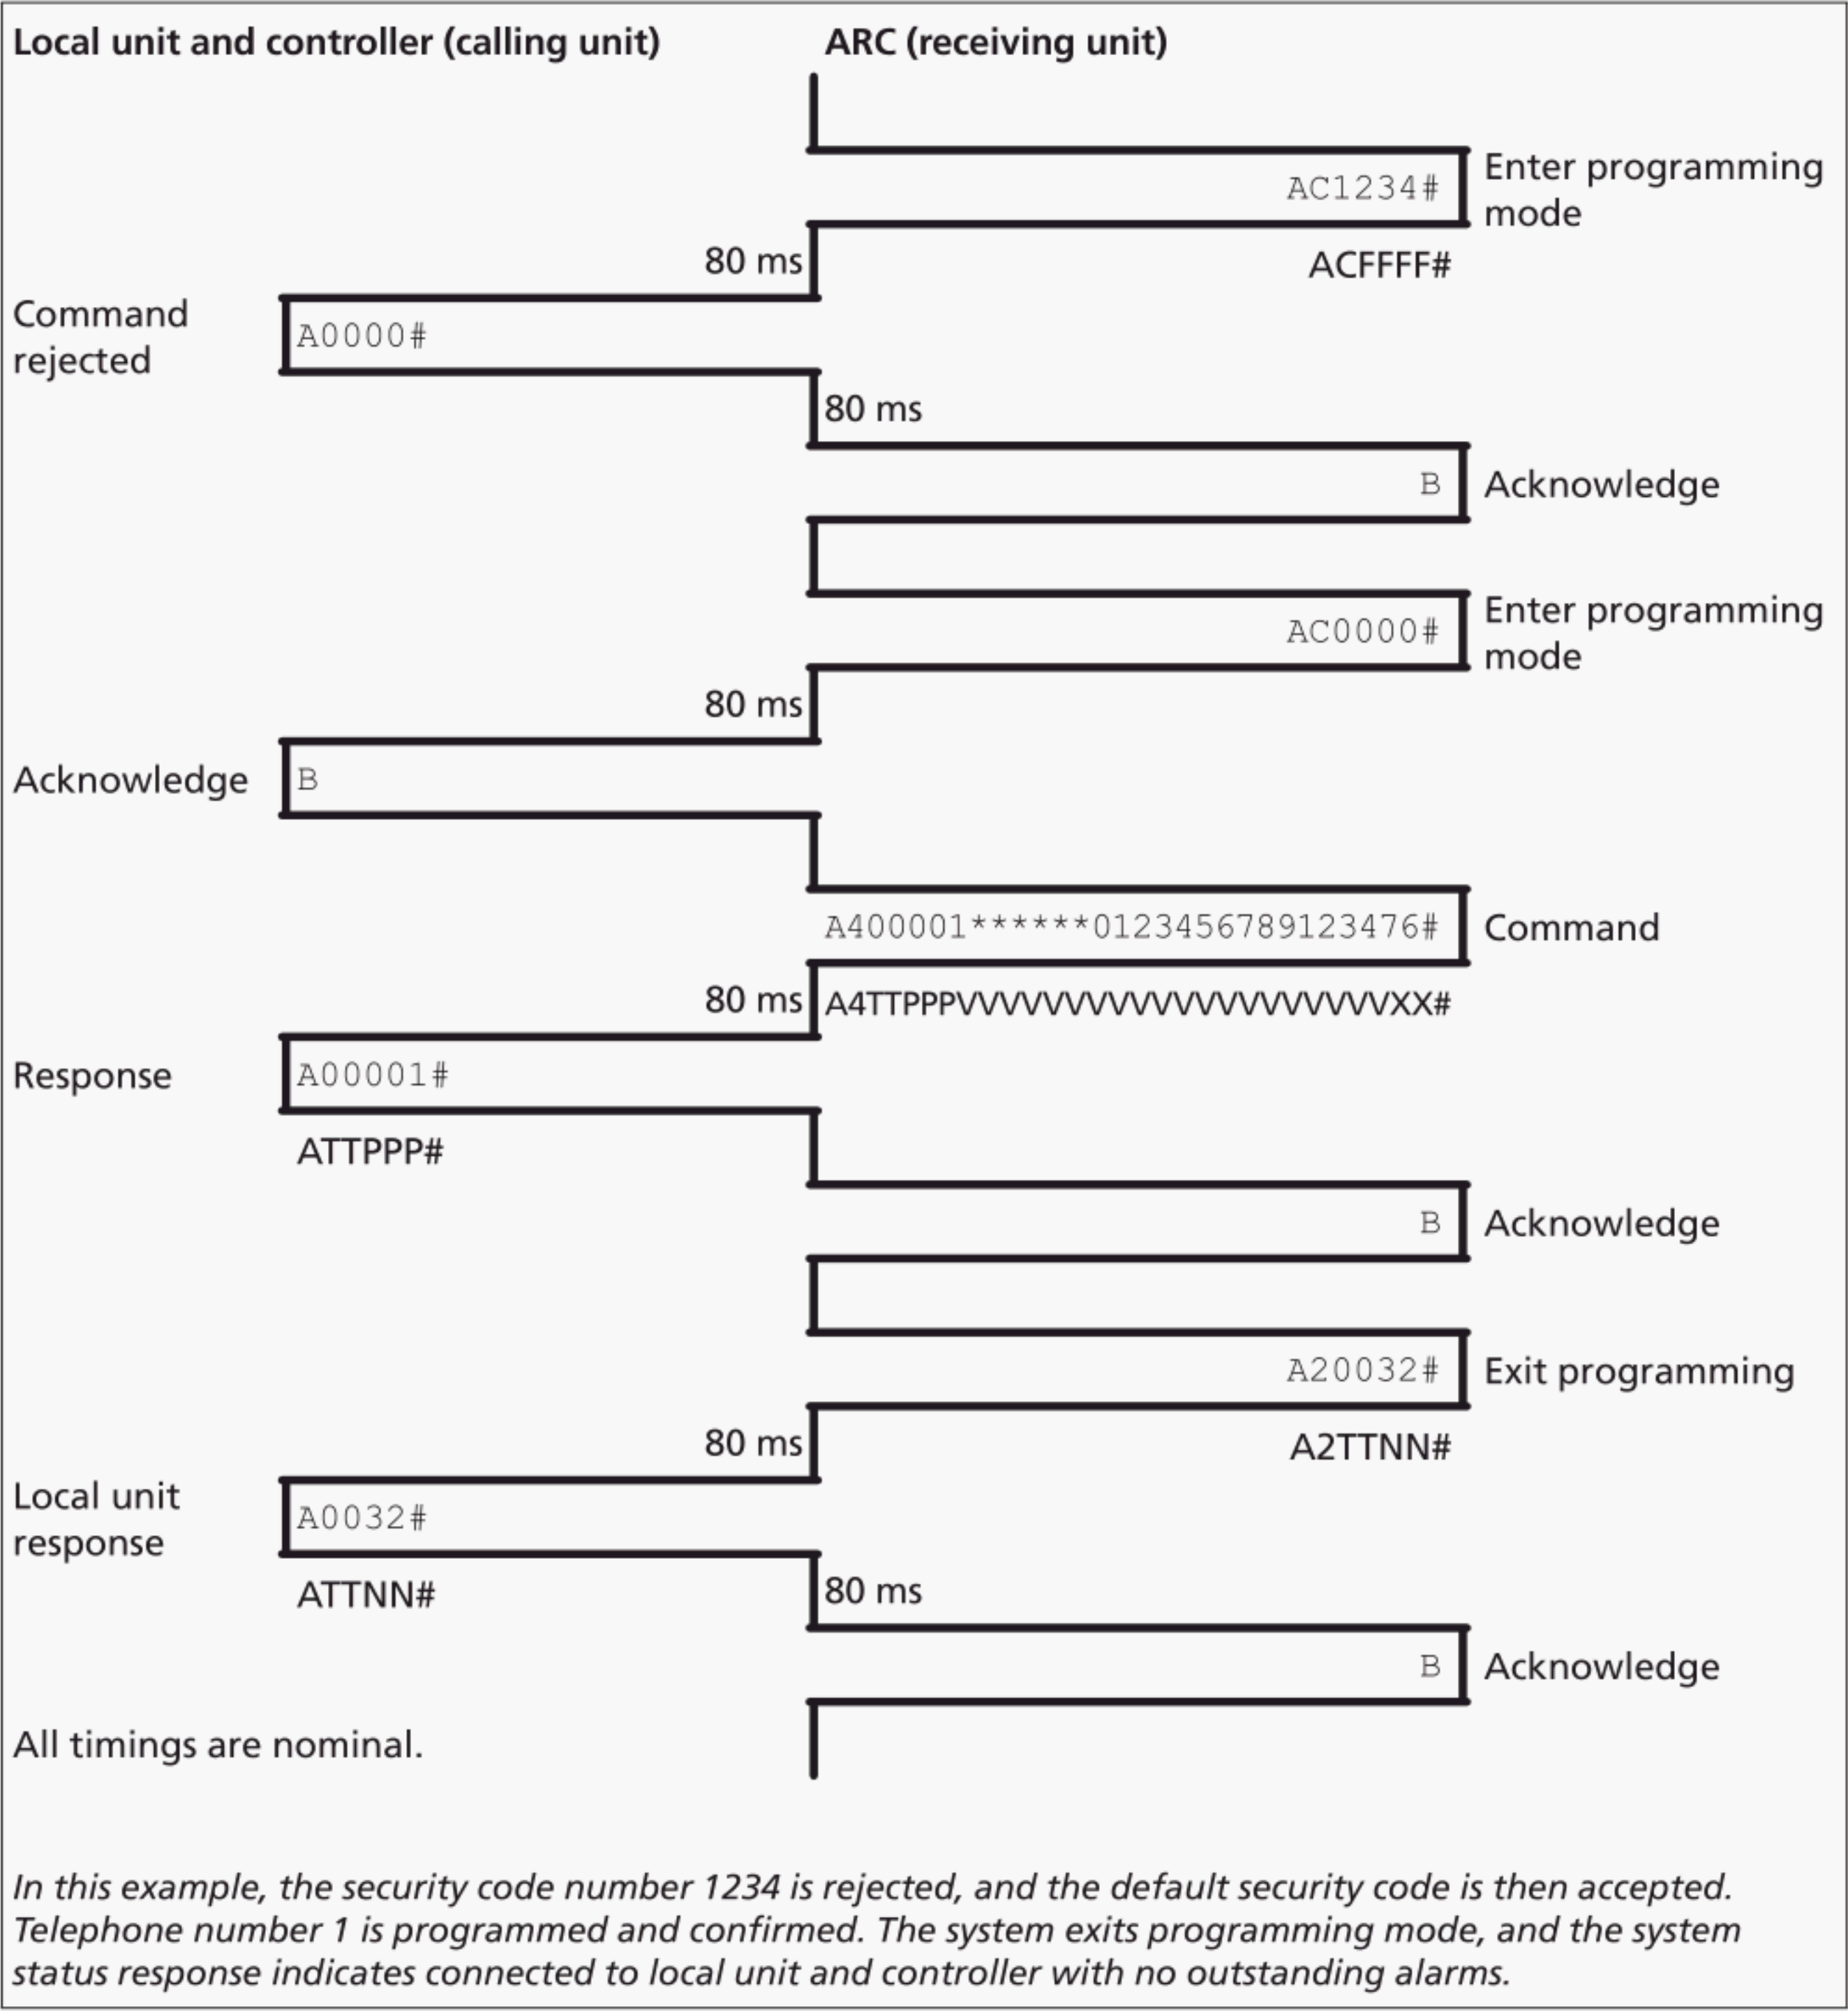 Local unit and controller (calling unit)
ARC (receiving unit)
AC1234#
Enter programming
mode
80 ms
ACFFFF#
Command
rejected
A0000#
80 ms
B
Acknowledge
AC0000#
Enter programming
mode
80 ms
Acknowledge
B
A400001******0123456789123476#
Command
80 ms
A4TTPPPVVVVVVVVVVVVVVVVVVVVXX#
Response
A00001#
ATTPPP#
B
Acknowledge
A20032#
Exit programming
80 ms
A2TTNN#
Local unit
response
A0032#
ATTNN#
80 ms
B
Acknowledge
All timings are nominal.
In this example, the security code number 1234 is rejected, and the default security code is then accepted.
Telephone number 1 is programmed and confirmed. The system exits programming mode, and the system
status response indicates connected to local unit and controller with no outstanding alarms.